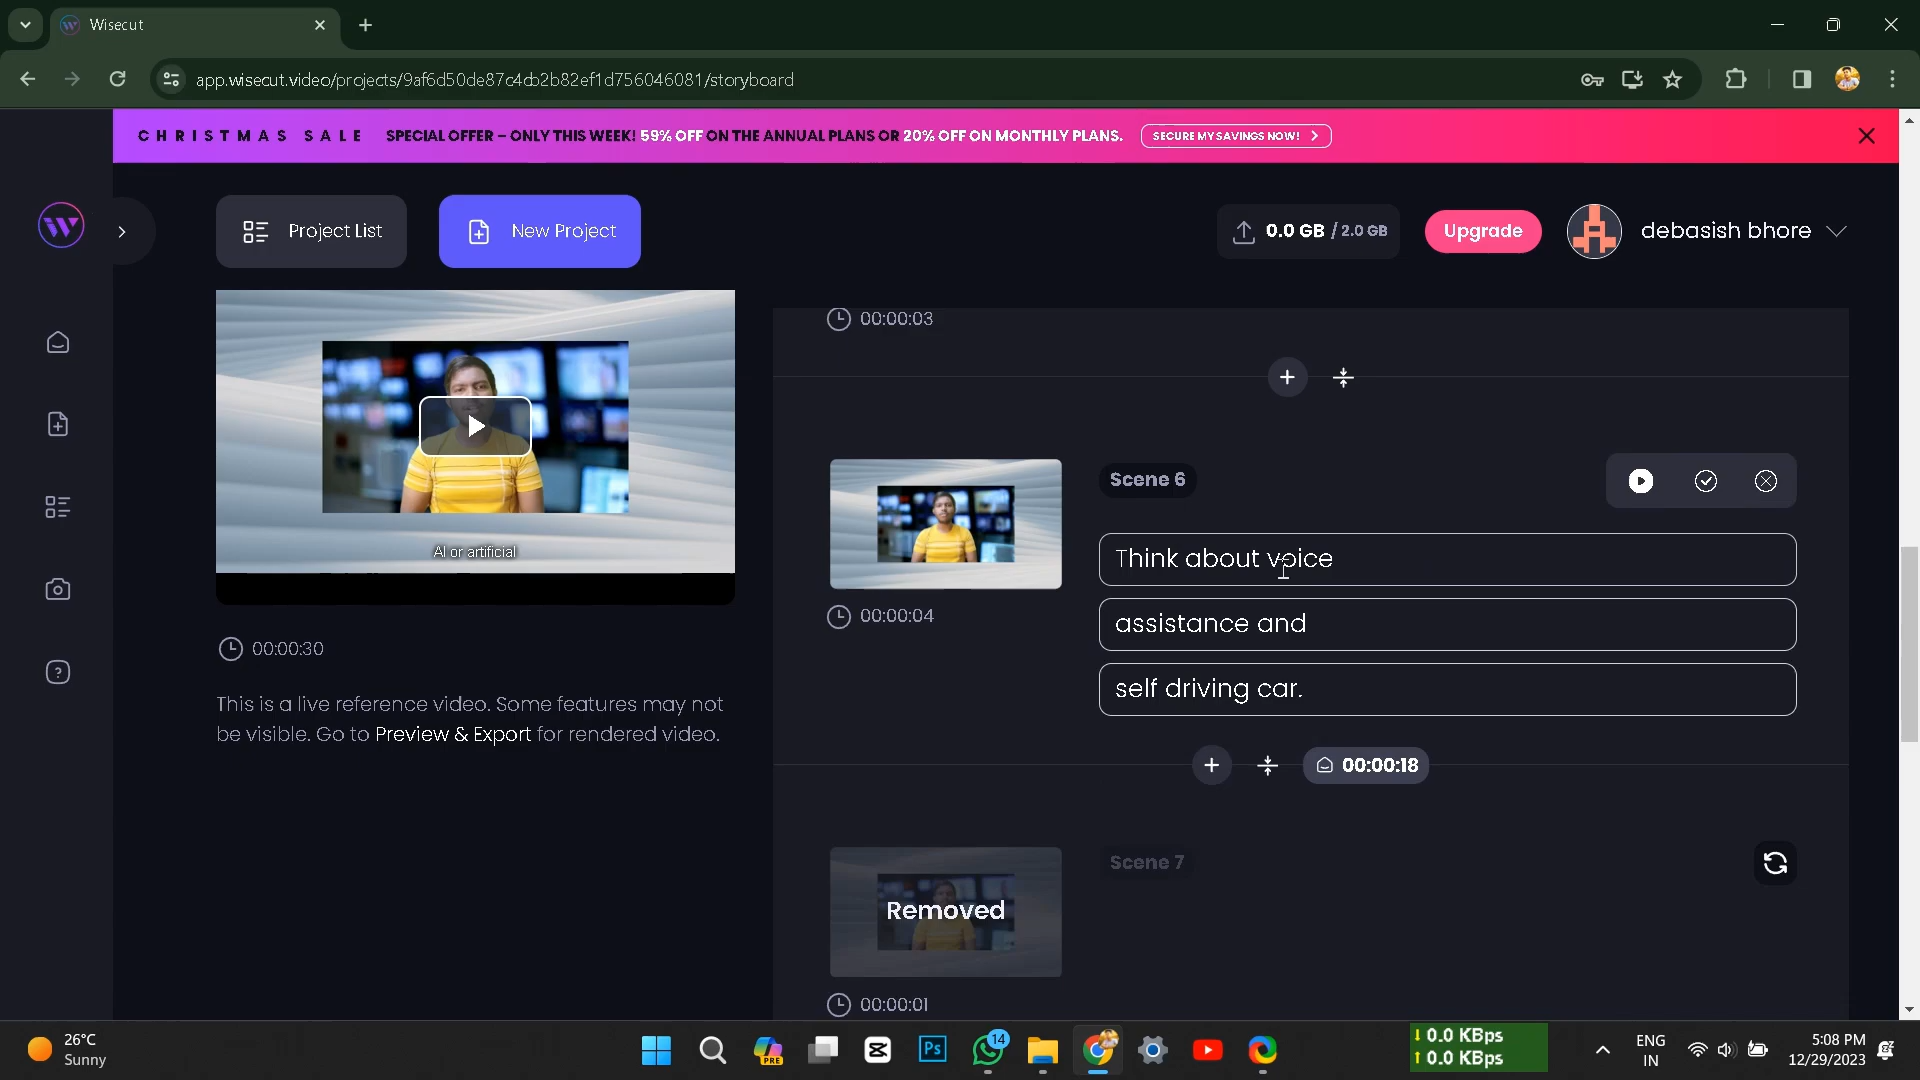 Wisecut
app.wisecut.video/projects/9af6d50de87c4cb2b82ef1d756046081/storyboard
CHRISTMAS SALE SPECIAL OFFER – ONLY THIS WEEK! 59% OFF ON THE ANNUAL PLANS OR 20% OFF ON MONTHLY PLANS. SECURE MY SAVINGS NOW!
Project List
New Project
0.0 GB / 2.0 GB
Upgrade
debasish bhore
AI or artificial
00:00:30
This is a live reference video. Some features may not
be visible. Go to Preview & Export for rendered video.
00:00:03
Scene 6
Think about voice
assistance and
self driving car.
00:00:04
00:00:18
Scene 7
Removed
00:00:01
26°C
Sunny
PRE
Ps
14
0.0 KBps
0.0 KBps
ENG
IN
5:08 PM
12/29/2023